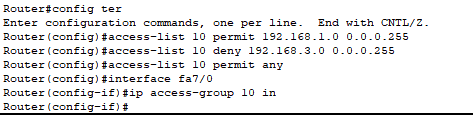 Router#config ter
Enter configuration commands, one per line.  End with CNTL/Z.
Router(config)#access-list 10 permit 192.168.1.0 0.0.0.255
Router(config)#access-list 10 deny 192.168.3.0 0.0.0.255
Router(config)#access-list 10 permit any
Router(config)#interface fa7/0
Router(config-if)#ip access-group 10 in
Router(config-if)#